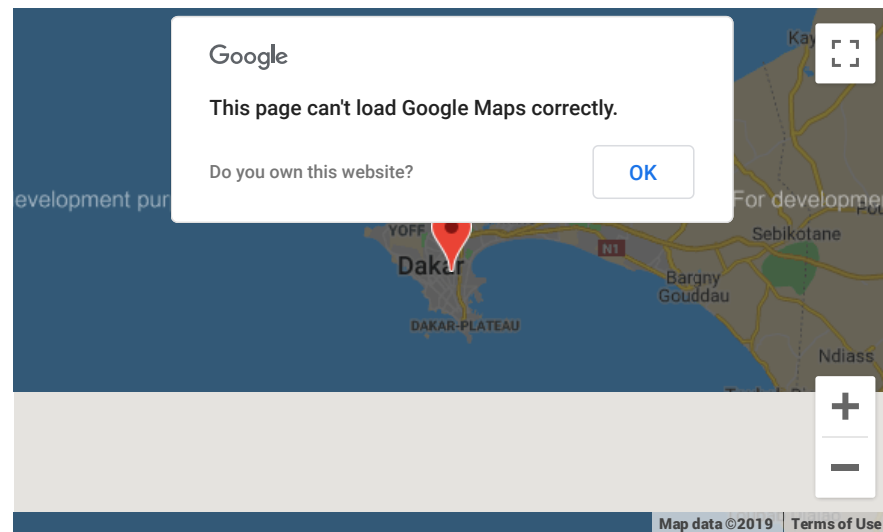 Google
This page can't load Google Maps correctly.
Do you own this website?
OK
evelopment pur
For developme
YOFF
Sebikotane
N1
Dakar
Bargny
Gouddau
DAKAR-PLATEAU
Ndiass
Map data ©2019 Terms of Use